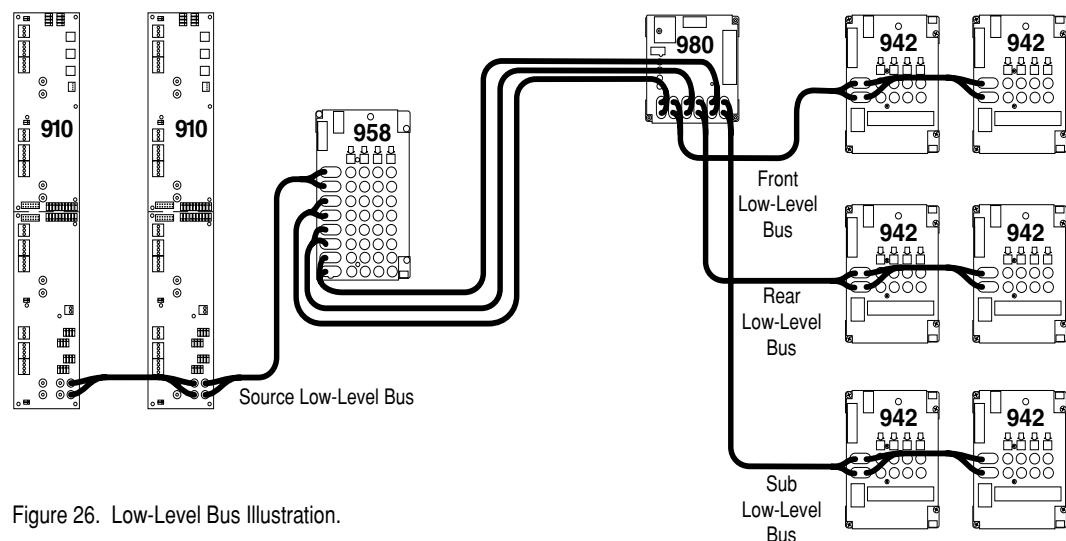 910
910
958
980
942
942
Front
Low-Level
Bus
942
942
Rear
Low-Level
Bus
Source Low-Level Bus
942
942
Sub
Low-Level
Bus
Figure 26. Low-Level Bus Illustration.